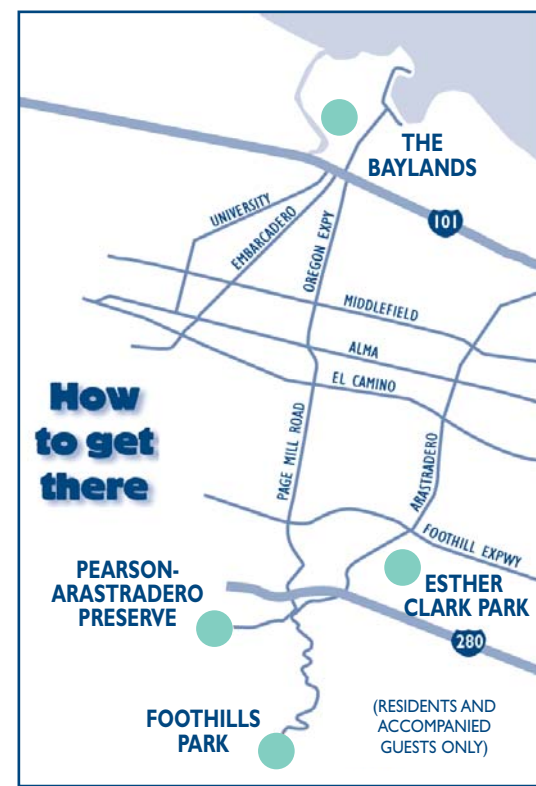 THE
BAYLANDS
101
UNIVERSITY
EMBARCADERO
OREGON EXPY
MIDDLEFIELD
ALMA
EL CAMINO
How
to get
there
PAGE MILL ROAD
ARASTRADERO
FOOTHILL EXPWY
PEARSON-
ARASTRADERO
PRESERVE
ESTHER
CLARK PARK
280
FOOTHILLS
PARK
(RESIDENTS AND
ACCOMPANIED
GUESTS ONLY)